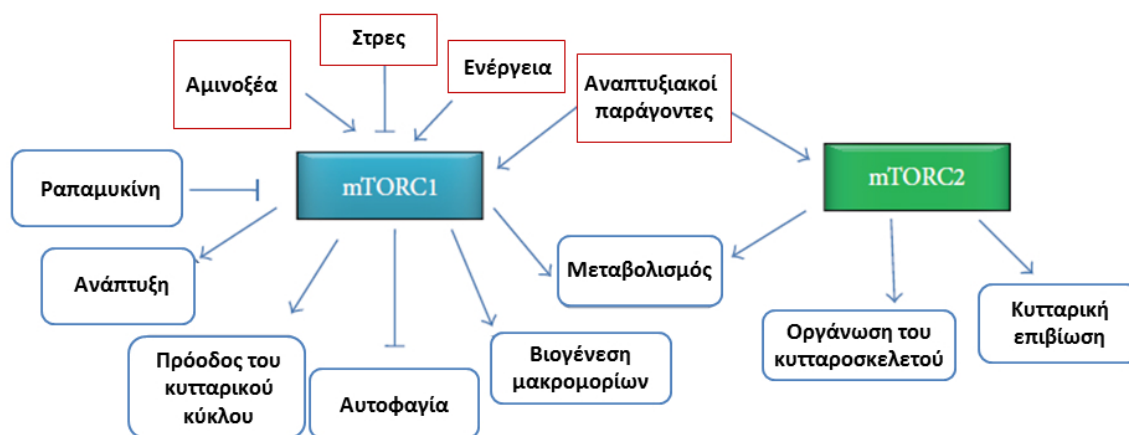 Στρες
Αμινοξέα
Ενέργεια
Αναπτυξιακοί
παράγοντες
Ραπαμυκίνη
mTORC1
mTORC2
Ανάπτυξη
Μεταβολισμός
Πρόοδος του
κυτταρικού
κύκλου
Αυτοφαγία
Βιογένεση
μακρομορίων
Οργάνωση του
κυτταροσκελετού
Κυτταρική
επιβίωση